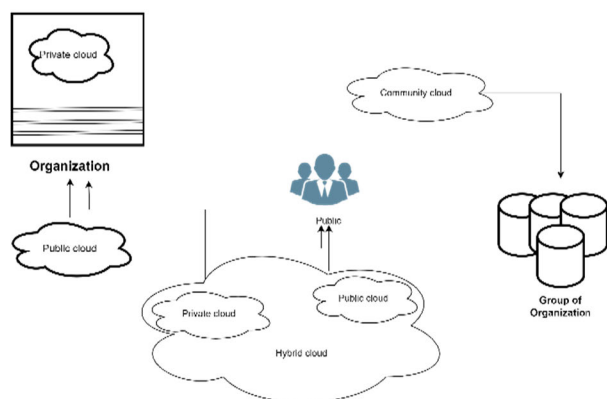 Private cloud
Community cloud
Organization
Public
Public cloud
Group of
Organization
Private cloud
Public cloud
Hybrid cloud